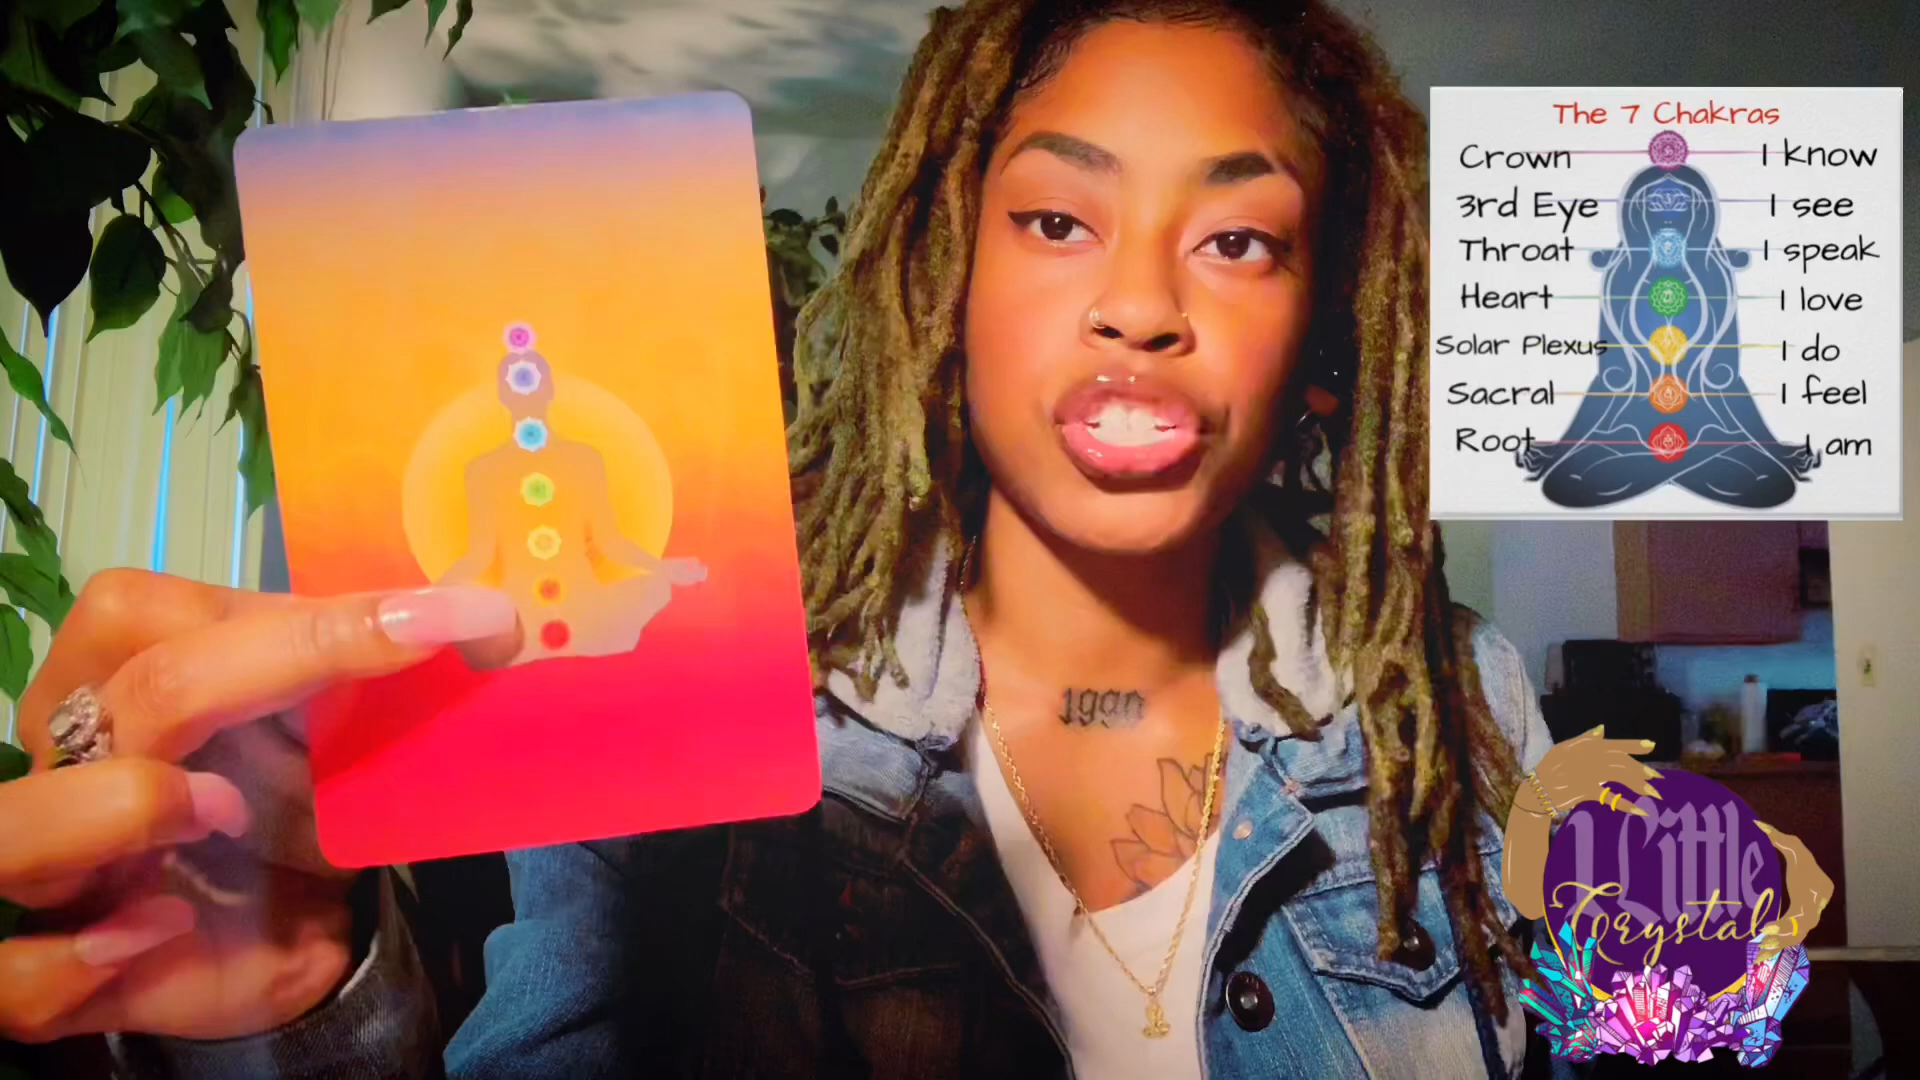 The 7 Chakras
Crown I know
3rd Eye I see
Throat I speak
Heart I love
Solar Plexus I do
Sacral I feel
Root I am
1990
Little
Crystal